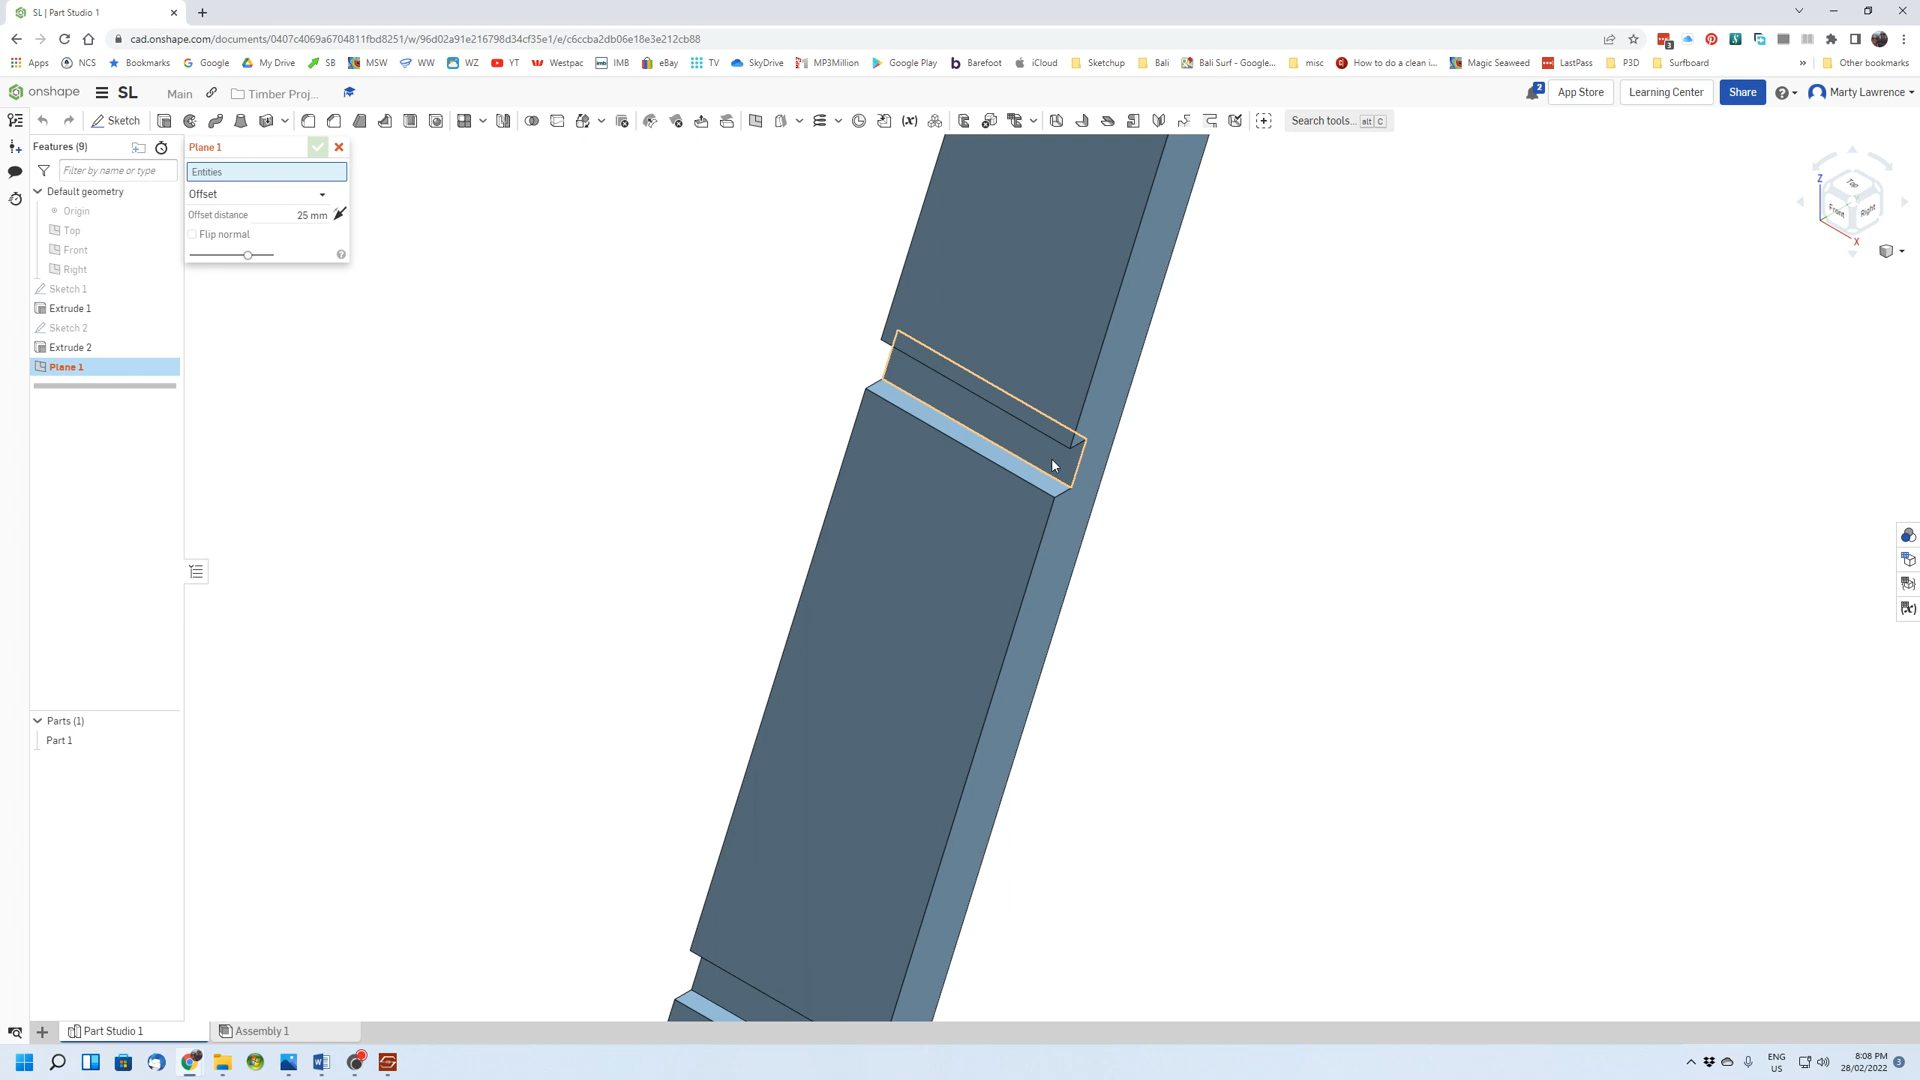 SL | Part Studio 1
cad.onshape.com/documents/0407c4069a6704811fbd8251/w/96d02a91e216798d34cf35e1/e/c6ccba2db06e18e3e212cb88
3
Apps NCS Bookmarks Google My Drive SB MSW WW WZ YT Westpac IMB eBay TV SkyDrive MP3Million Google Play Barefoot iCloud Sketchup Bali Bali Surf - Google... misc How to do a clean i... Magic Seaweed LastPass P3D Surfboard » Other bookmarks
onshape SL Main Timber Proj... 2 App Store Learning Center Share Marty Lawrence
Sketch Search tools... alt C
Features (9)
Filter by name or type
Default geometry
Origin
Top
Front
Right
Sketch 1
Extrude 1
Sketch 2
Extrude 2
Plane 1
Plane 1
Entities
Offset
Offset distance 25 mm
Flip normal
Z
Top
Front Right
X
Parts (1)
Part 1
Part Studio 1 Assembly 1
ENG
US
8:08 PM
28/02/2022
3